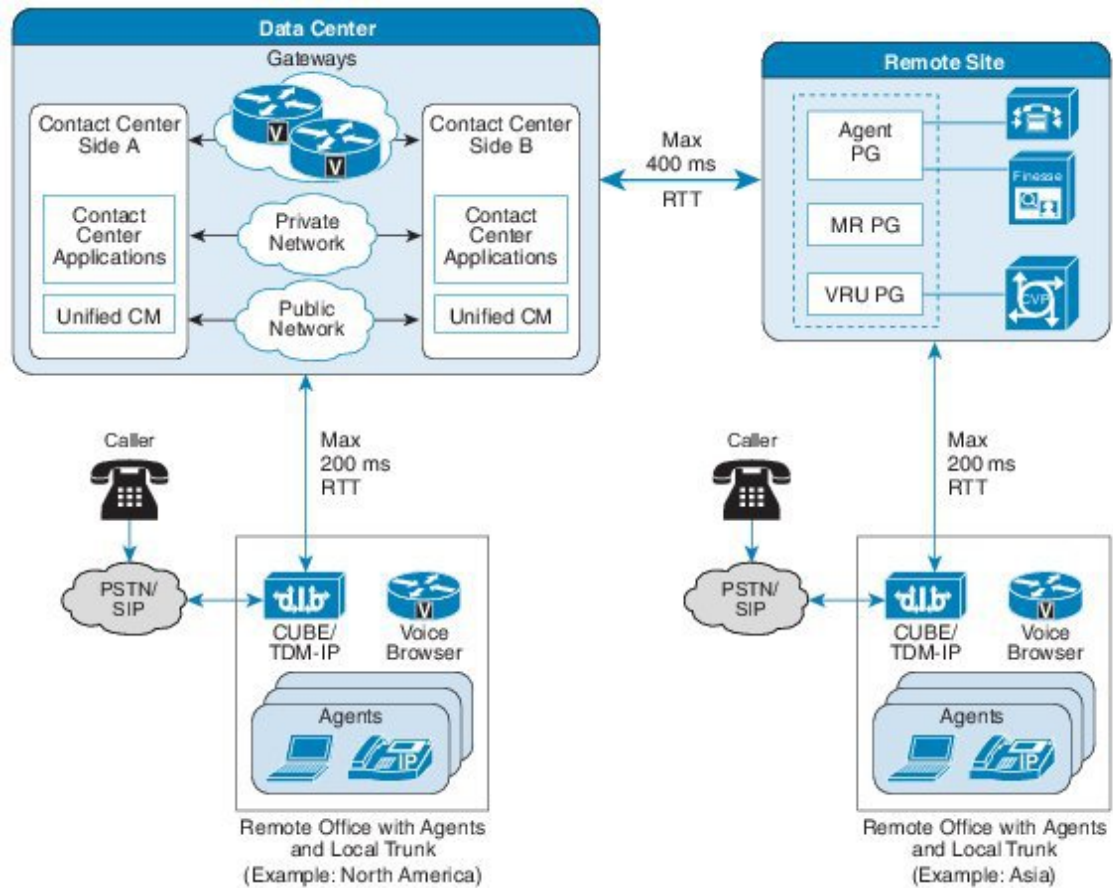 Data Center
Gateways
Contact Center
Side A
V
V
Contact Center
Side B
Contact
Center
Applications
Private
Network
Contact
Center
Applications
Unified CM
Public
Network
Unified CM
Max
400 ms
RTT
Remote Site
Agent
PG
Finesse
MR PG
VRU PG
CVP
Caller
Max
200 ms
RTT
PSTN/
SIP
CUBE/
TDM-IP
V
Voice
Browser
Agents
IP
Remote Office with Agents
and Local Trunk
(Example: North America)
Caller
Max
200 ms
RTT
PSTN/
SIP
CUBE/
TDM-IP
V
Voice
Browser
Agents
IP
Remote Office with Agents
and Local Trunk
(Example: Asia)